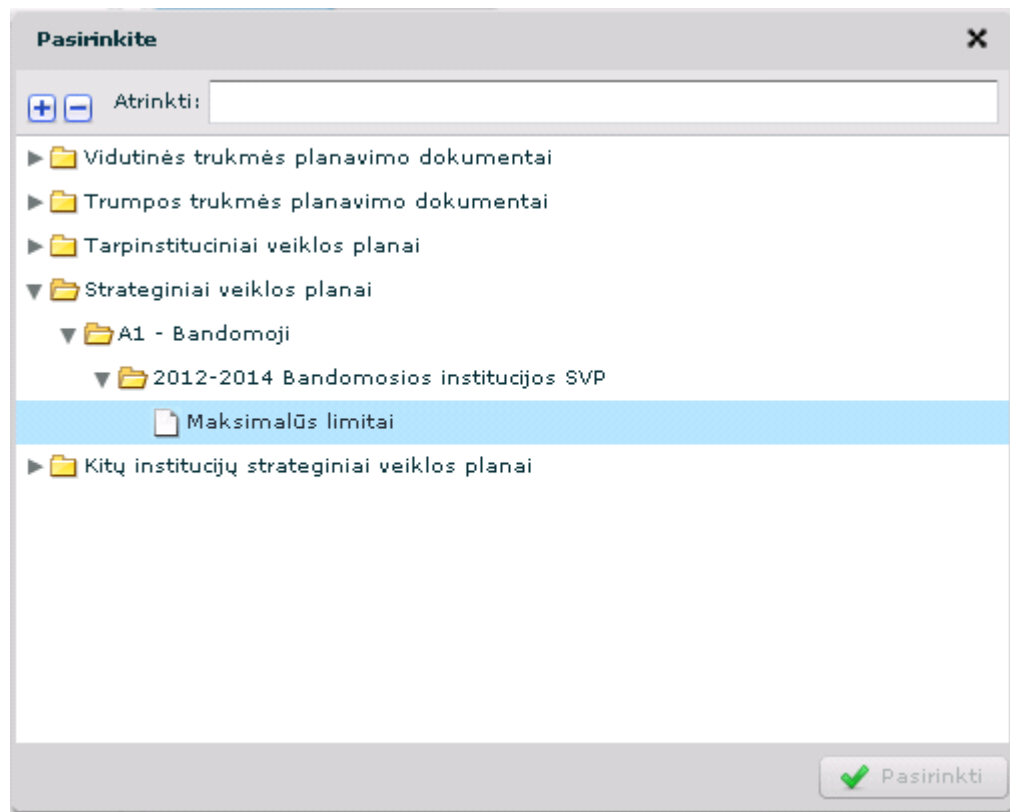 Pasirinkite
Atrinkti:
Vidutinės trukmės planavimo dokumentai
Trumpos trukmės planavimo dokumentai
Tarpinstituciniai veiklos planai
Strateginiai veiklos planai
A1 - Bandomoji
2012-2014 Bandomosios institucijos SVP
Maksimalūs limitai
Kitų institucijų strateginiai veiklos planai
Pasirinkti